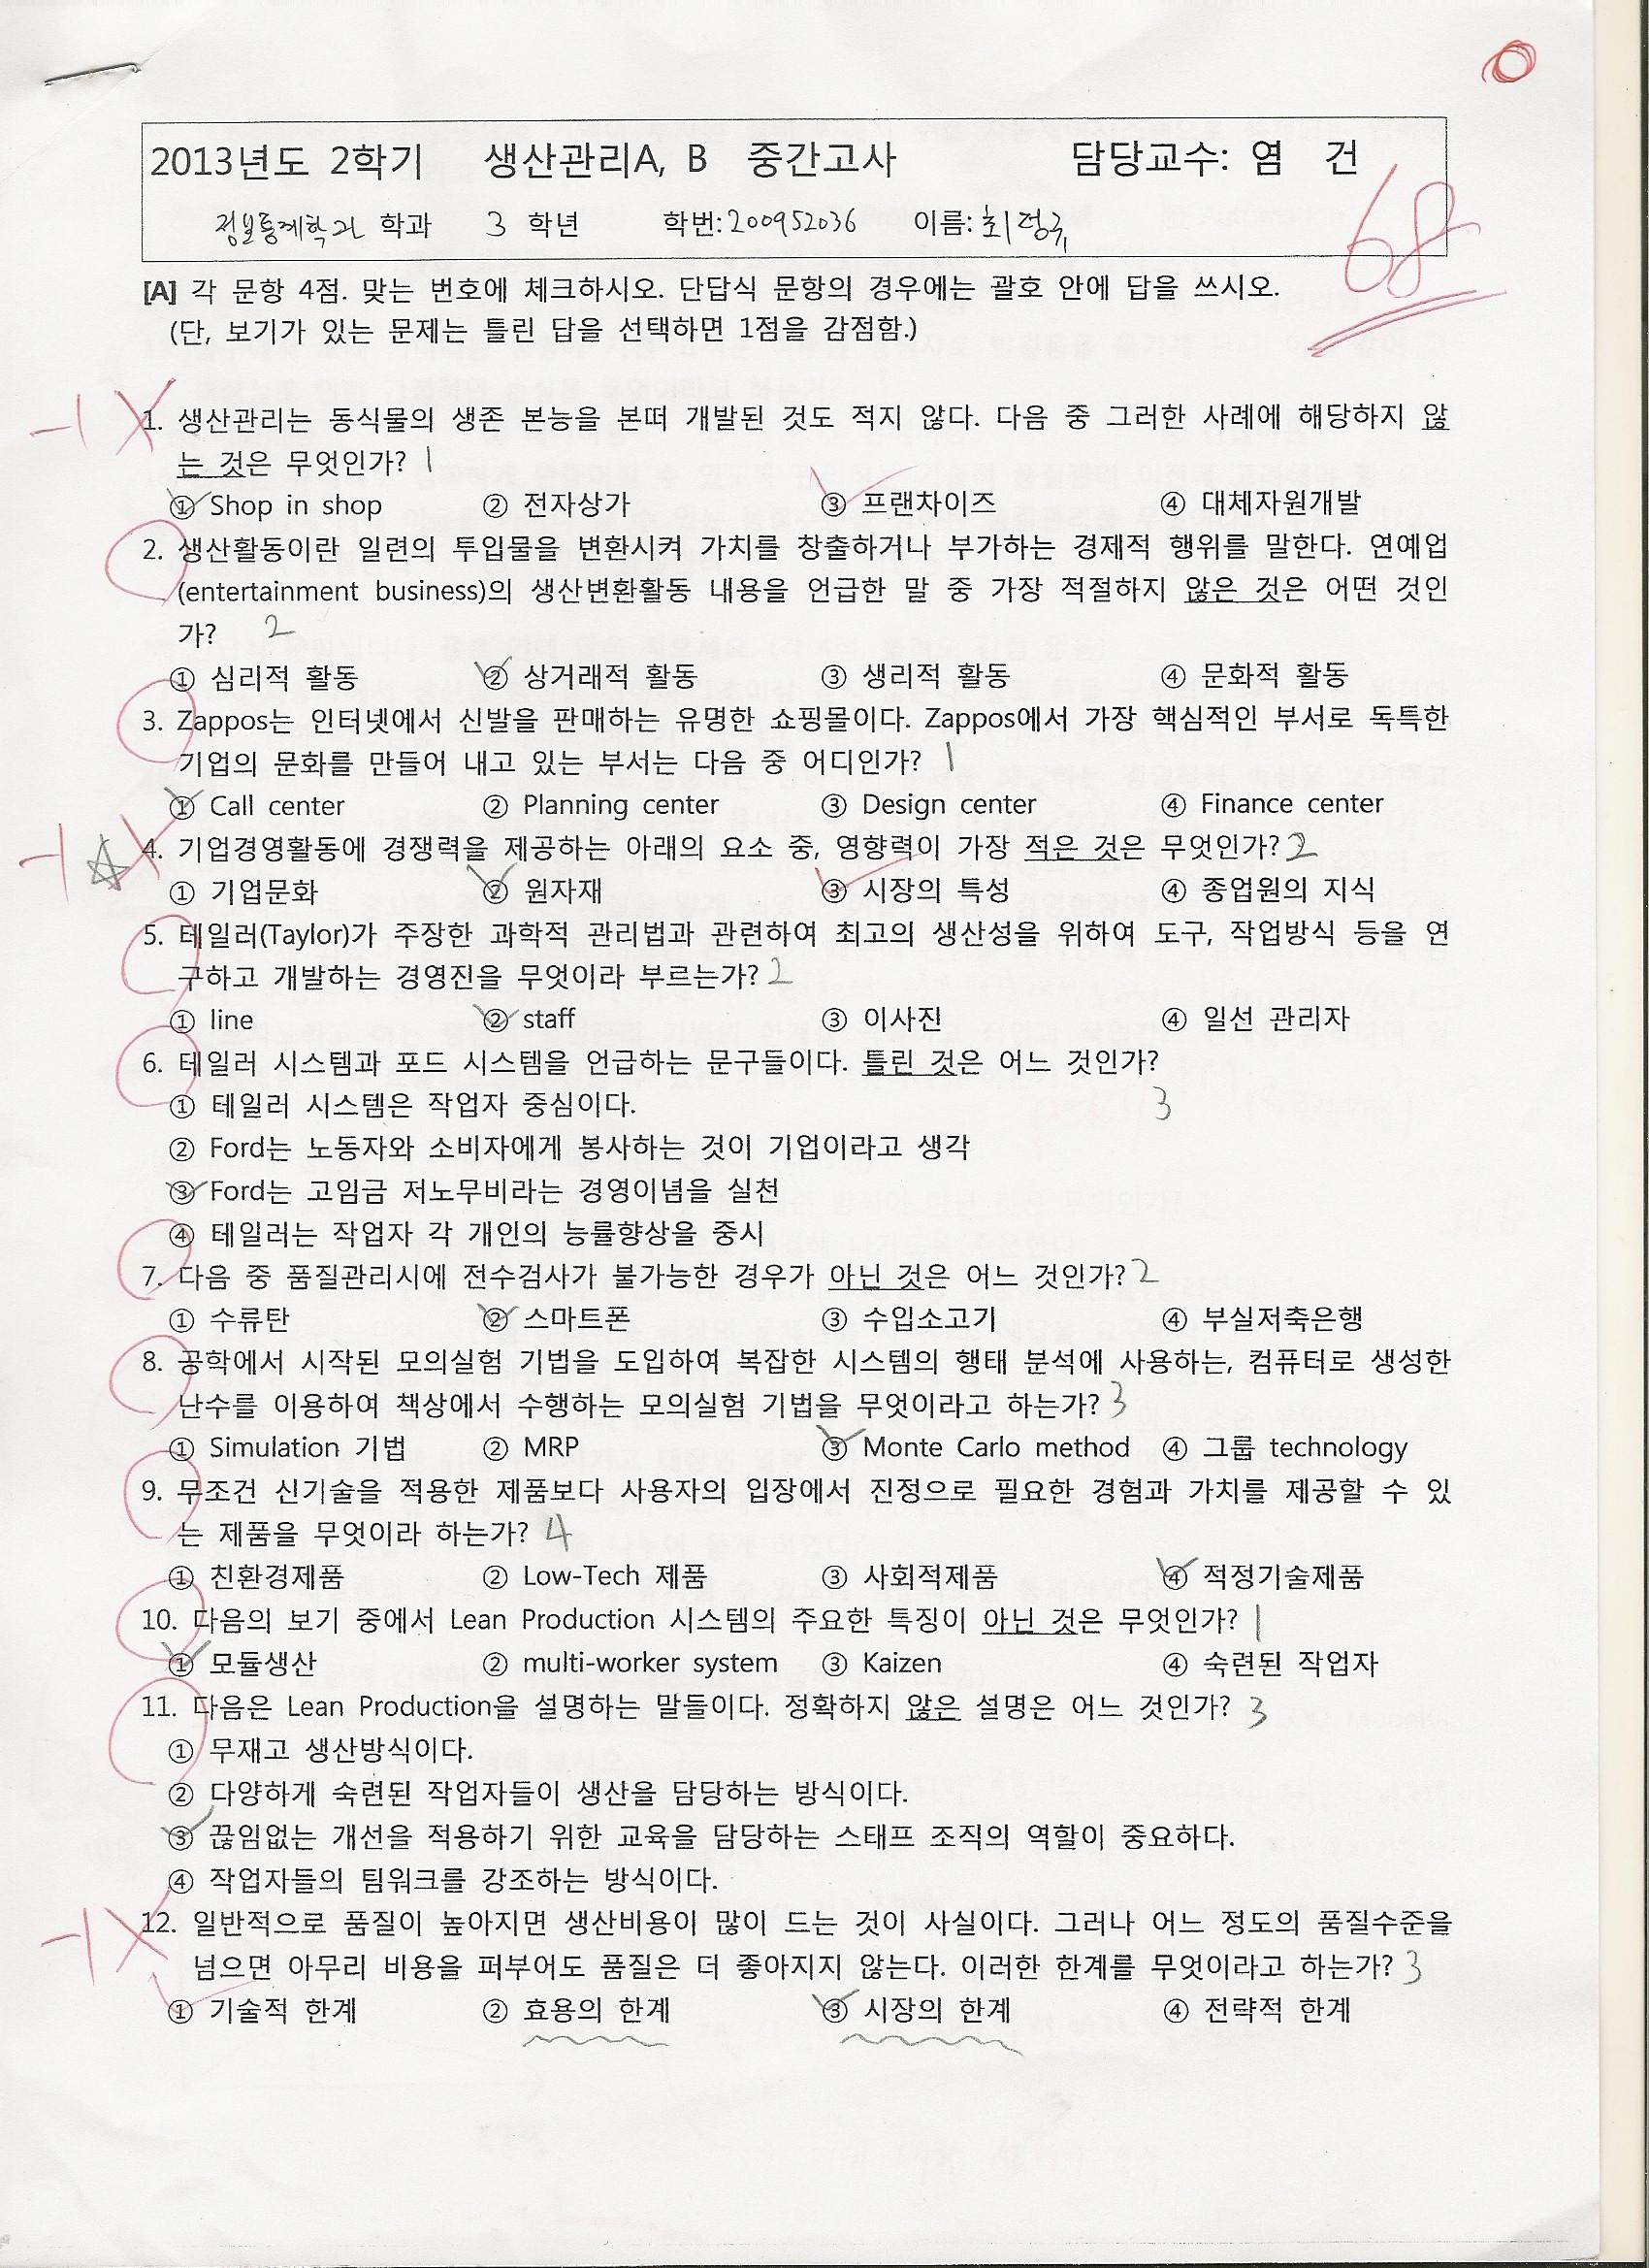 2013년도 2학기 생산관리A, B 중간고사 담당교수: 염 건
정보통계학과 학과 3 학년 학번: 200952036 이름: 최정규
68
[A] 각 문항 4점. 맞는 번호에 체크하시오. 단답식 문항의 경우에는 괄호 안에 답을 쓰시오.
(단, 보기가 있는 문제는 틀린 답을 선택하면 1점을 감점함.)
-1 1. 생산관리는 동식물의 생존 본능을 본떠 개발된 것도 적지 않다. 다음 중 그러한 사례에 해당하지 않
는 것은 무엇인가? 1
① Shop in shop ② 전자상가 ③ 프랜차이즈 ④ 대체자원개발
2. 생산활동이란 일련의 투입물을 변환시켜 가치를 창출하거나 부가하는 경제적 행위를 말한다. 연예업
(entertainment business)의 생산변환활동 내용을 언급한 말 중 가장 적절하지 않은 것은 어떤 것인
가? 2
① 심리적 활동 ② 상거래적 활동 ③ 생리적 활동 ④ 문화적 활동
3. Zappos는 인터넷에서 신발을 판매하는 유명한 쇼핑몰이다. Zappos에서 가장 핵심적인 부서로 독특한
기업의 문화를 만들어 내고 있는 부서는 다음 중 어디인가? 1
① Call center ② Planning center ③ Design center ④ Finance center
-1 4. 기업경영활동에 경쟁력을 제공하는 아래의 요소 중, 영향력이 가장 적은 것은 무엇인가? 2
① 기업문화 ② 원자재 ③ 시장의 특성 ④ 종업원의 지식
5. 테일러(Taylor)가 주장한 과학적 관리법과 관련하여 최고의 생산성을 위하여 도구, 작업방식 등을 연
구하고 개발하는 경영진을 무엇이라 부르는가? 2
① line ② staff ③ 이사진 ④ 일선 관리자
6. 테일러 시스템과 포드 시스템을 언급하는 문구들이다. 틀린 것은 어느 것인가?
① 테일러 시스템은 작업자 중심이다. 3
② Ford는 노동자와 소비자에게 봉사하는 것이 기업이라고 생각
③ Ford는 고임금 저노무비라는 경영이념을 실천
④ 테일러는 작업자 각 개인의 능률향상을 중시
7. 다음 중 품질관리시에 전수검사가 불가능한 경우가 아닌 것은 어느 것인가? 2
① 수류탄 ② 스마트폰 ③ 수입소고기 ④ 부실저축은행
8. 공학에서 시작된 모의실험 기법을 도입하여 복잡한 시스템의 행태 분석에 사용하는, 컴퓨터로 생성한
난수를 이용하여 책상에서 수행하는 모의실험 기법을 무엇이라고 하는가? 3
① Simulation 기법 ② MRP ③ Monte Carlo method ④ 그룹 technology
9. 무조건 신기술을 적용한 제품보다 사용자의 입장에서 진정으로 필요한 경험과 가치를 제공할 수 있
는 제품을 무엇이라 하는가? 4
① 친환경제품 ② Low-Tech 제품 ③ 사회적제품 ④ 적정기술제품
10. 다음의 보기 중에서 Lean Production 시스템의 주요한 특징이 아닌 것은 무엇인가? 1
① 모듈생산 ② multi-worker system ③ Kaizen ④ 숙련된 작업자
11. 다음은 Lean Production을 설명하는 말들이다. 정확하지 않은 설명은 어느 것인가? 3
① 무재고 생산방식이다.
② 다양하게 숙련된 작업자들이 생산을 담당하는 방식이다.
③ 끊임없는 개선을 적용하기 위한 교육을 담당하는 스태프 조직의 역할이 중요하다.
④ 작업자들의 팀워크를 강조하는 방식이다.
-1 12. 일반적으로 품질이 높아지면 생산비용이 많이 드는 것이 사실이다. 그러나 어느 정도의 품질수준을
넘으면 아무리 비용을 퍼부어도 품질은 더 좋아지지 않는다. 이러한 한계를 무엇이라고 하는가? 3
① 기술적 한계 ② 효용의 한계 ③ 시장의 한계 ④ 전략적 한계